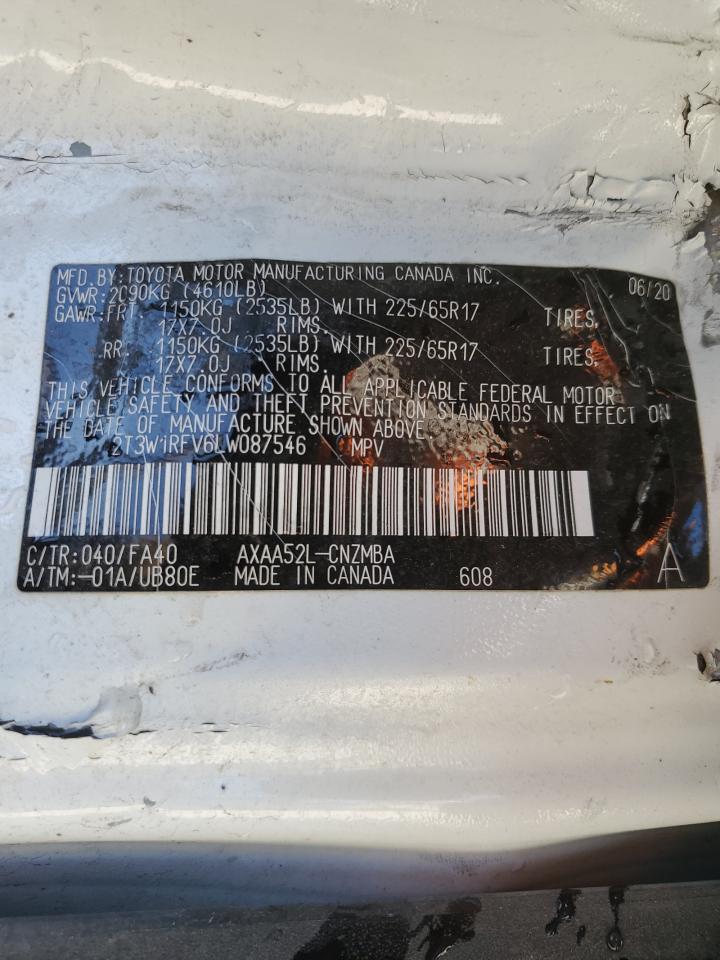 MFD.BY:TOYOTA MOTOR MANUFACTURING CANADA INC. 06/20
GVWR:2090KG (4610LB)
GAWR:FRT 1150KG (2535LB) WITH 225/65R17 TIRES,
17X7.0J RIMS.
RR 1150KG (2535LB) WITH 225/65R17 TIRES,
17X7.0J RIMS.
THIS VEHICLE CONFORMS TO ALL APPLICABLE FEDERAL MOTOR
VEHICLE SAFETY AND THEFT PREVENTION STANDARDS IN EFFECT ON
THE DATE OF MANUFACTURE SHOWN ABOVE.
2T3W1RFV6LW087546 MPV
C/TR:040/FA40 AXAA52L-CNZMBA
A/TM:-01A/UB80E MADE IN CANADA 608 A